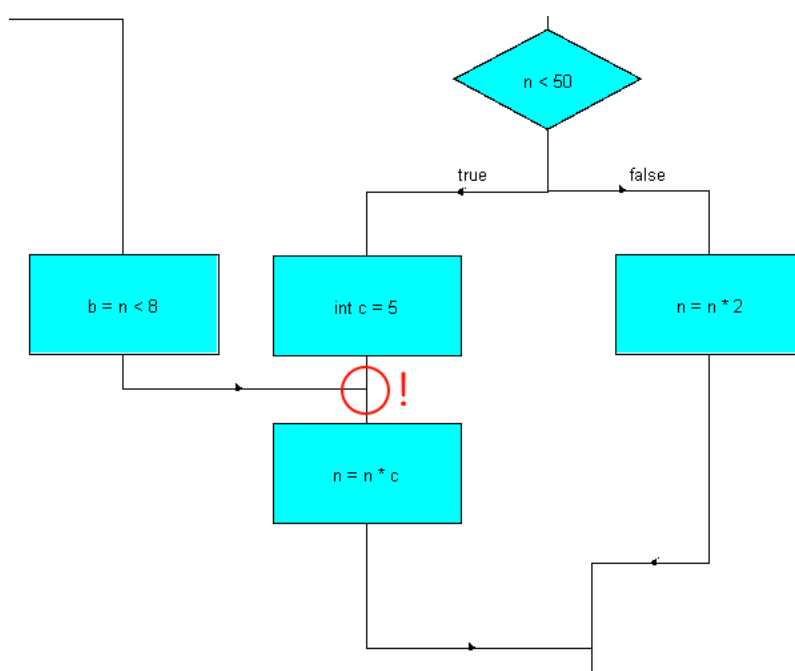 n < 50
true
false
b = n < 8
int c = 5
n = n * 2
!
n = n * c